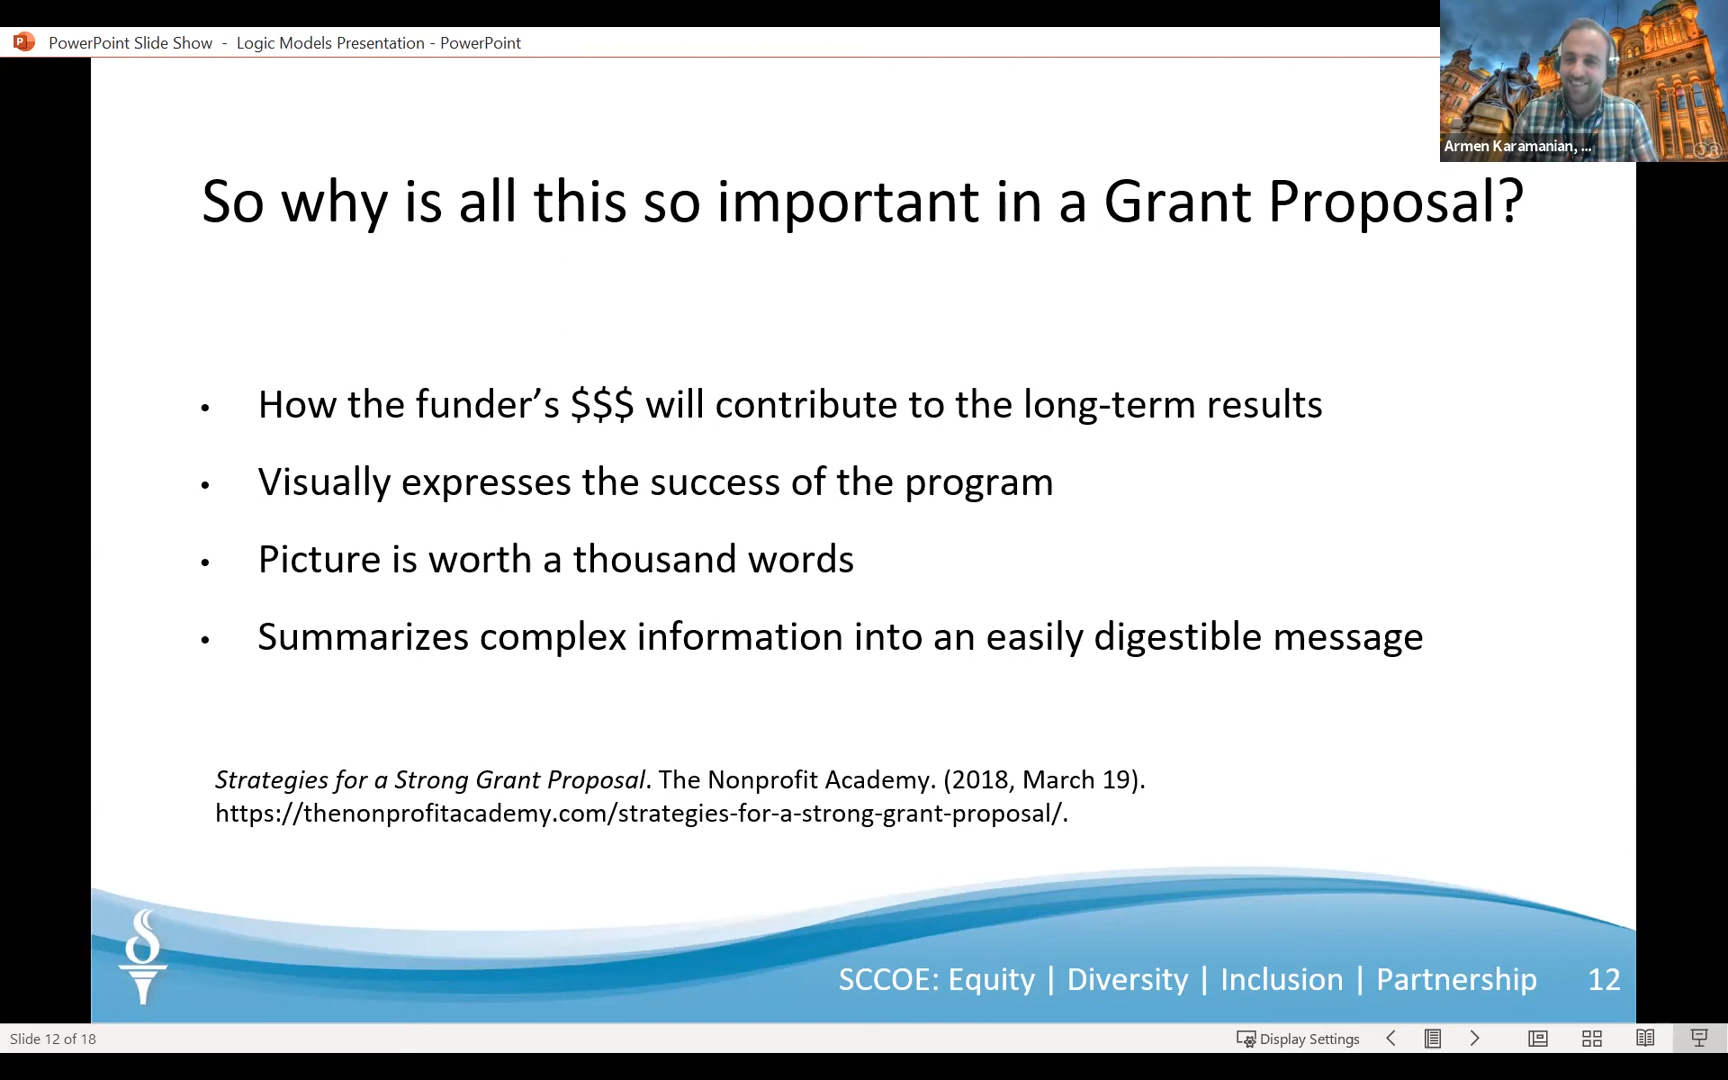 PowerPoint Slide Show - Logic Models Presentation - PowerPoint
Armen Karamanian, ...
So why is all this so important in a Grant Proposal?
• How the funder’s $$$ will contribute to the long-term results
• Visually expresses the success of the program
• Picture is worth a thousand words
• Summarizes complex information into an easily digestible message
Strategies for a Strong Grant Proposal. The Nonprofit Academy. (2018, March 19).
https://thenonprofitacademy.com/strategies-for-a-strong-grant-proposal/.
SCCOE: Equity | Diversity | Inclusion | Partnership 12
Slide 12 of 18 Display Settings